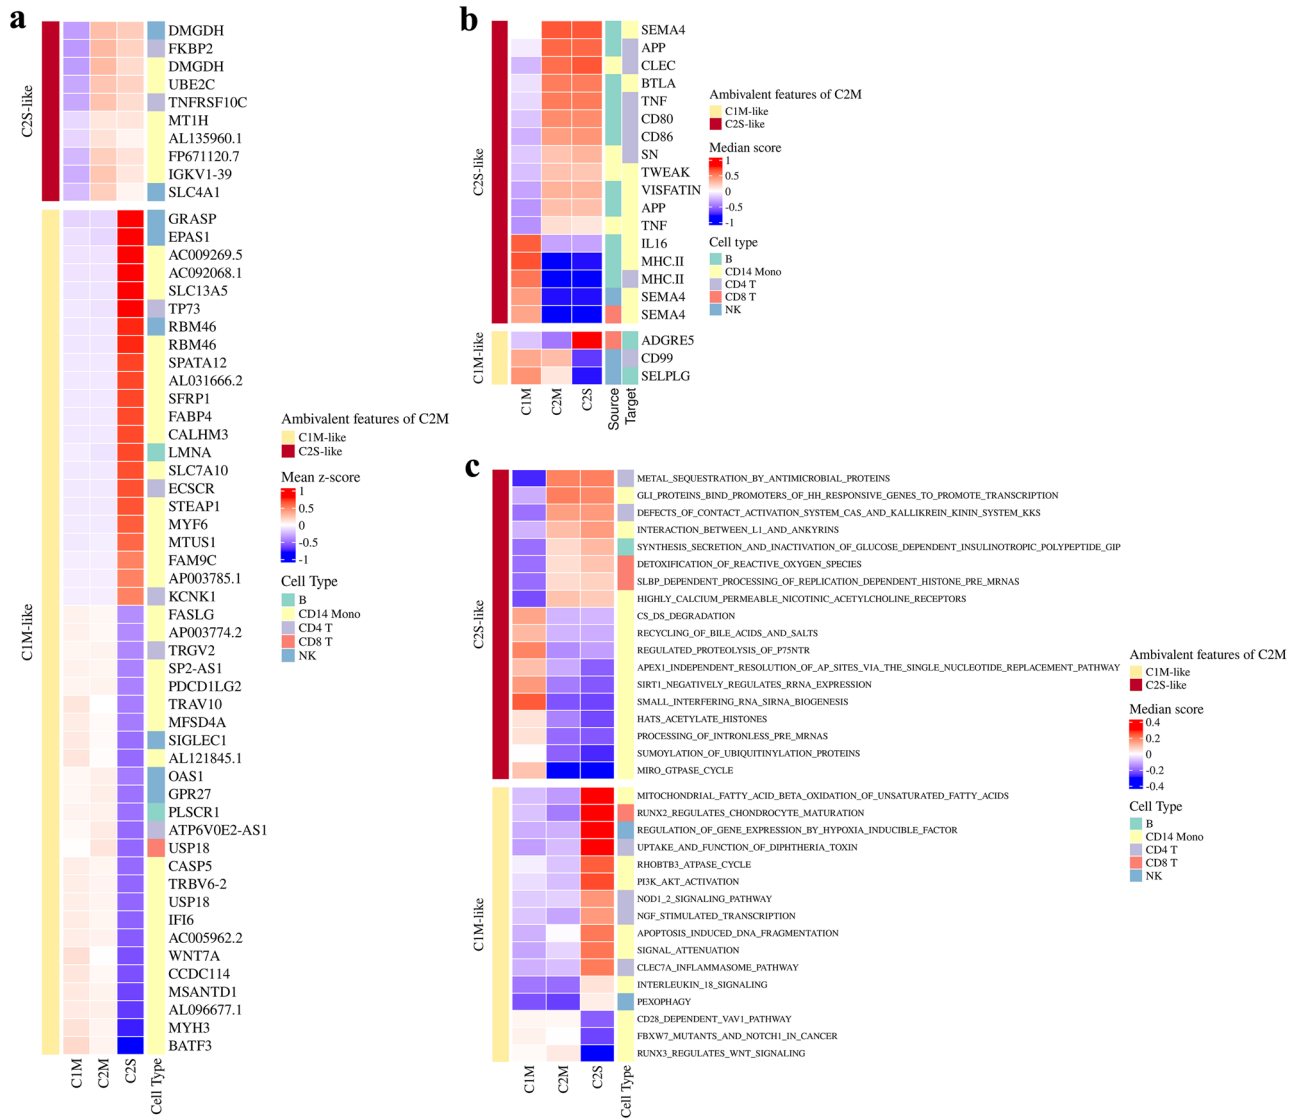 a
C2S-like
DMGDH
FKBP2
DMGDH
UBE2C
TNFRSF10C
MT1H
AL135960.1
FP671120.7
IGKV1-39
SLC4A1
C1M-like
GRASP
EPAS1
AC009269.5
AC092068.1
SLC13A5
TP73
RBM46
RBM46
SPATA12
AL031666.2
SFRP1
FABP4
CALHM3
LMNA
SLC7A10
ECSCR
STEAP1
MYF6
MTUS1
FAM9C
AP003785.1
KCNK1
FASLG
AP003774.2
TRGV2
SP2-AS1
PDCD1LG2
TRAV10
MFSD4A
SIGLEC1
AL121845.1
OAS1
GPR27
PLSCR1
ATP6V0E2-AS1
USP18
CASP5
TRBV6-2
USP18
IFI6
AC005962.2
WNT7A
CCDC114
MSANTD1
AL096677.1
MYH3
BATF3
C1M
C2M
C2S
Cell Type
Ambivalent features of C2M
C1M-like
C2S-like
Mean z-score
1
0.5
0
-0.5
-1
Cell Type
B
CD14 Mono
CD4 T
CD8 T
NK
b
C2S-like
SEMA4
APP
CLEC
BTLA
TNF
CD80
CD86
SN
TWEAK
VISFATIN
APP
TNF
IL16
MHC.II
MHC.II
SEMA4
SEMA4
C1M-like
ADGRE5
CD99
SELPLG
C1M
C2M
C2S
Source
Target
Ambivalent features of C2M
C1M-like
C2S-like
Median score
1
0.5
0
-0.5
-1
Cell type
B
CD14 Mono
CD4 T
CD8 T
NK
c
C2S-like
METAL_SEQUESTRATION_BY_ANTIMICROBIAL_PROTEINS
GLI_PROTEINS_BIND_PROMOTERS_OF_HH_RESPONSIVE_GENES_TO_PROMOTE_TRANSCRIPTION
DEFECTS_OF_CONTACT_ACTIVATION_SYSTEM_CAS_AND_KALLIKREIN_KININ_SYSTEM_KKS
INTERACTION_BETWEEN_L1_AND_ANKYRINS
SYNTHESIS_SECRETION_AND_INACTIVATION_OF_GLUCOSE_DEPENDENT_INSULINOTROPIC_POLYPEPTIDE_GIP
DETOXIFICATION_OF_REACTIVE_OXYGEN_SPECIES
SLBP_DEPENDENT_PROCESSING_OF_REPLICATION_DEPENDENT_HISTONE_PRE_MRNAS
HIGHLY_CALCIUM_PERMEABLE_NICOTINIC_ACETYLCHOLINE_RECEPTORS
CS_DS_DEGRADATION
RECYCLING_OF_BILE_ACIDS_AND_SALTS
REGULATED_PROTEOLYSIS_OF_P75NTR
APEX1_INDEPENDENT_RESOLUTION_OF_AP_SITES_VIA_THE_SINGLE_NUCLEOTIDE_REPLACEMENT_PATHWAY
SIRT1_NEGATIVELY_REGULATES_RRNA_EXPRESSION
SMALL_INTERFERING_RNA_SIRNA_BIOGENESIS
HATS_ACETYLATE_HISTONES
PROCESSING_OF_INTRONLESS_PRE_MRNAS
SUMOYLATION_OF_UBIQUITINYLATION_PROTEINS
MIRO_GTPASE_CYCLE
C1M-like
MITOCHONDRIAL_FATTY_ACID_BETA_OXIDATION_OF_UNSATURATED_FATTY_ACIDS
RUNX2_REGULATES_CHONDROCYTE_MATURATION
REGULATION_OF_GENE_EXPRESSION_BY_HYPOXIA_INDUCIBLE_FACTOR
UPTAKE_AND_FUNCTION_OF_DIPHTHERIA_TOXIN
RHOBTB3_ATPASE_CYCLE
PI3K_AKT_ACTIVATION
NOD1_2_SIGNALING_PATHWAY
NGF_STIMULATED_TRANSCRIPTION
APOPTOSIS_INDUCED_DNA_FRAGMENTATION
SIGNAL_ATTENUATION
CLEC7A_INFLAMMASOME_PATHWAY
INTERLEUKIN_18_SIGNALING
PEXOPHAGY
CD28_DEPENDENT_VAV1_PATHWAY
FBXW7_MUTANTS_AND_NOTCH1_IN_CANCER
RUNX3_REGULATES_WNT_SIGNALING
C1M
C2M
C2S
Cell Type
Ambivalent features of C2M
C1M-like
C2S-like
Median score
0.4
0.2
0
-0.2
-0.4
Cell Type
B
CD14 Mono
CD4 T
CD8 T
NK